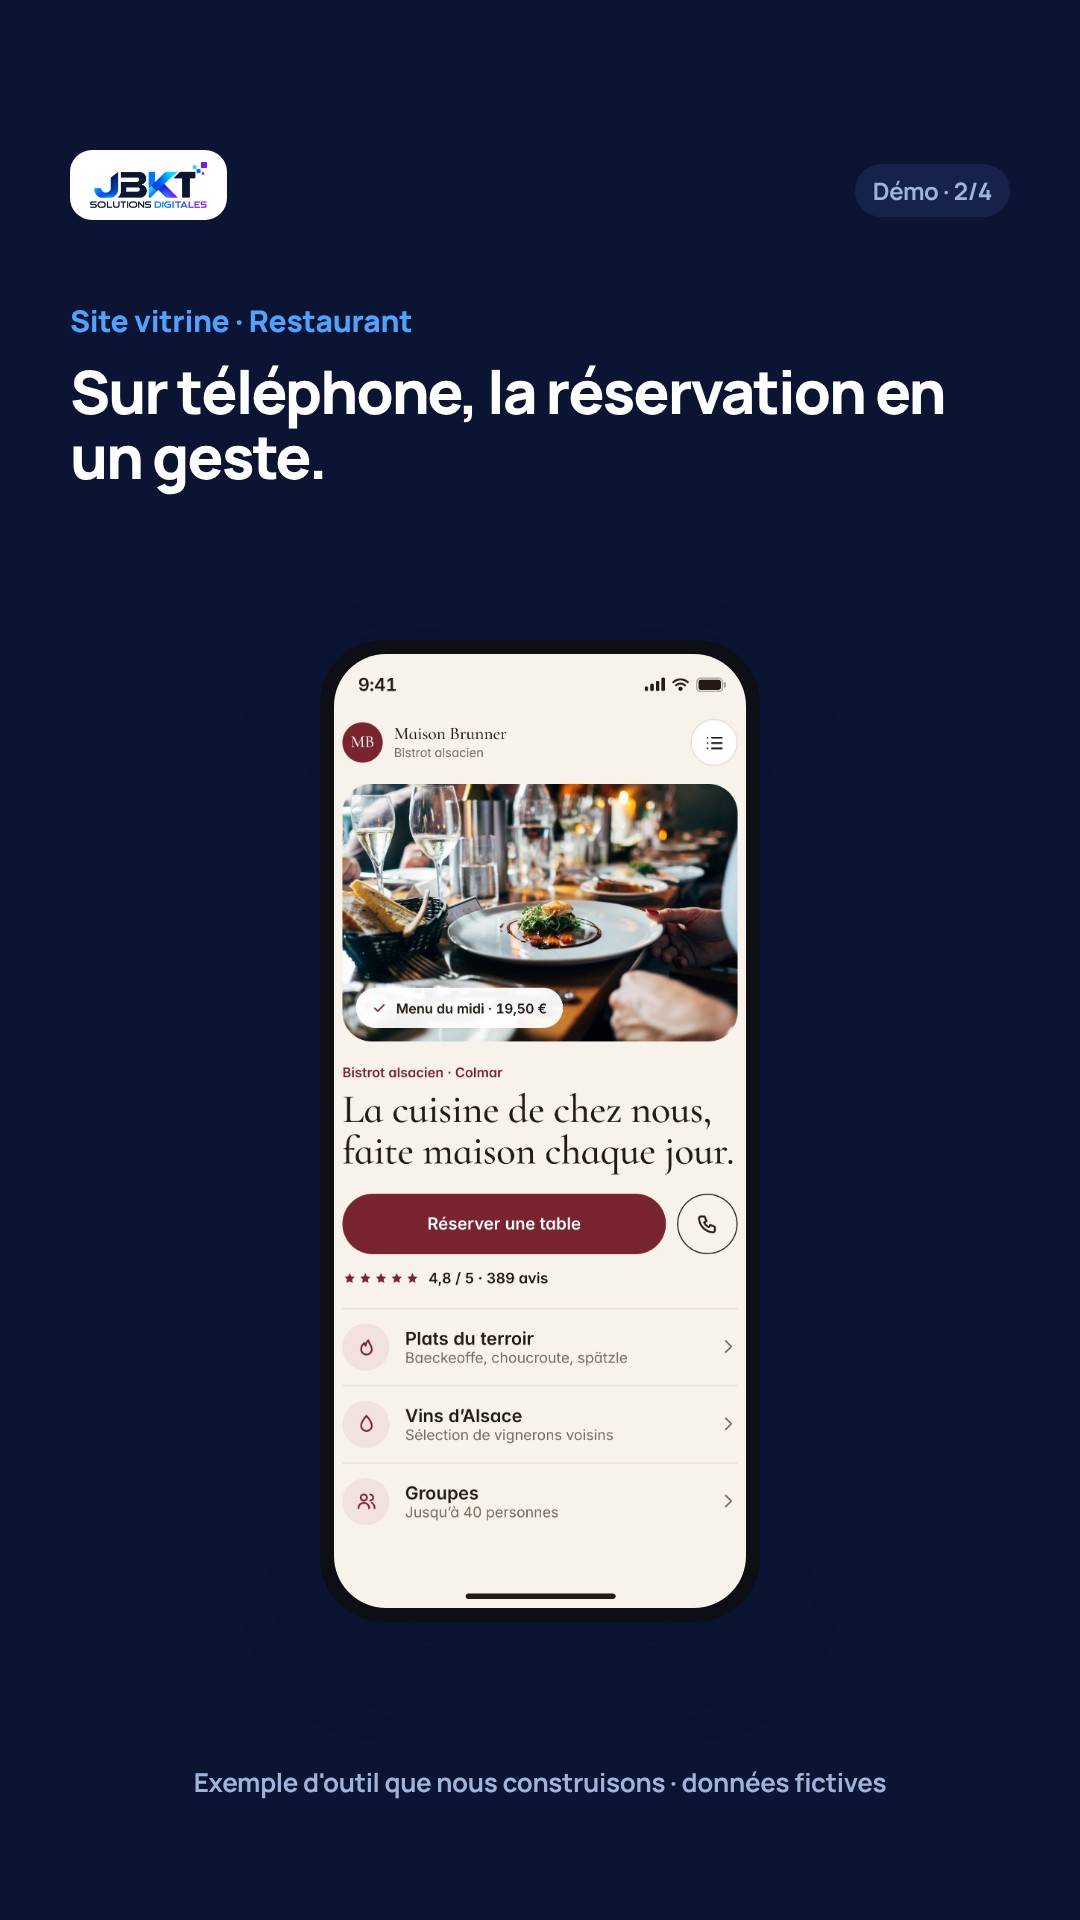 JBKT
SOLUTIONS DIGITALES
Démo · 2/4
Site vitrine · Restaurant
Sur téléphone, la réservation en
un geste.
9:41
MB
Maison Brunner
Bistrot alsacien
Menu du midi · 19,50 €
Bistrot alsacien · Colmar
La cuisine de chez nous,
faite maison chaque jour.
Réserver une table
4,8 / 5 · 389 avis
Plats du terroir
Baeckeoffe, choucroute, spätzle
Vins d’Alsace
Sélection de vignerons voisins
Groupes
Jusqu’à 40 personnes
Exemple d'outil que nous construisons · données fictives